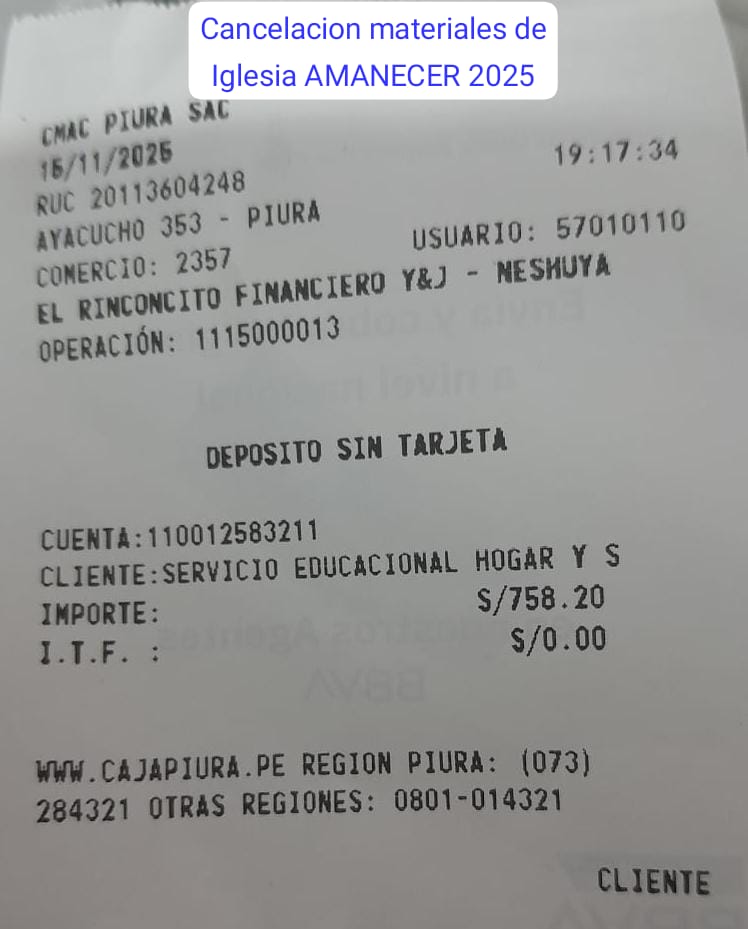 Cancelacion materiales de
Iglesia AMANECER 2025
CMAC PIURA SAC
15/11/2025 19:17:34
RUC 20113604248
AYACUCHO 353 - PIURA
COMERCIO: 2357 USUARIO: 57010110
EL RINCONCITO FINANCIERO Y&J - NESHUYA
OPERACIÓN: 1115000013
DEPOSITO SIN TARJETA
CUENTA:110012583211
CLIENTE:SERVICIO EDUCACIONAL HOGAR Y S
IMPORTE: S/758.20
I.T.F. : S/0.00
WWW.CAJAPIURA.PE REGION PIURA: (073)
284321 OTRAS REGIONES: 0801-014321
CLIENTE